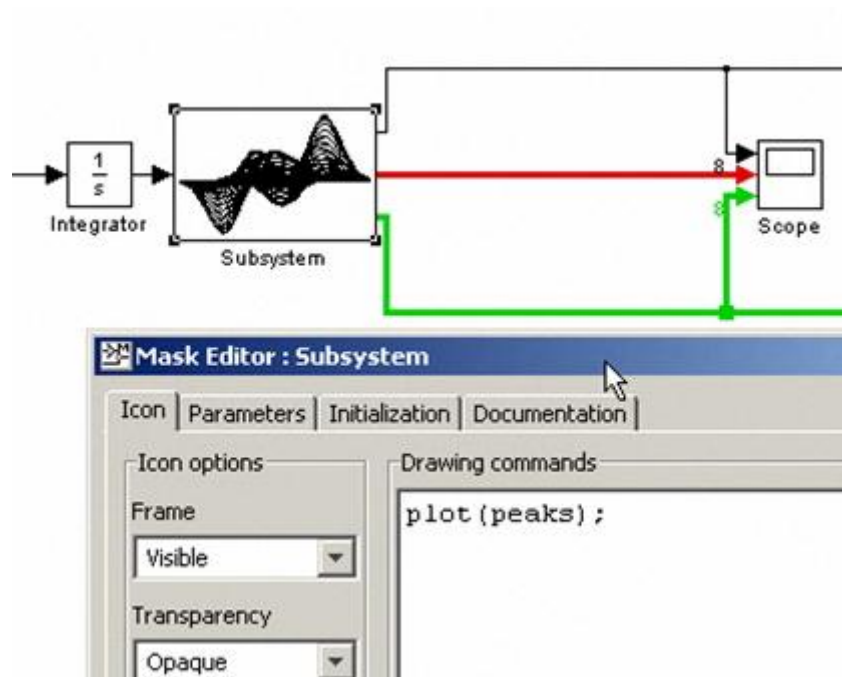 1
s
Integrator
Subsystem
8
8
Scope
Mask Editor : Subsystem
Icon
Parameters
Initialization
Documentation
Icon options
Drawing commands
Frame
plot(peaks);
Visible
Transparency
Opaque